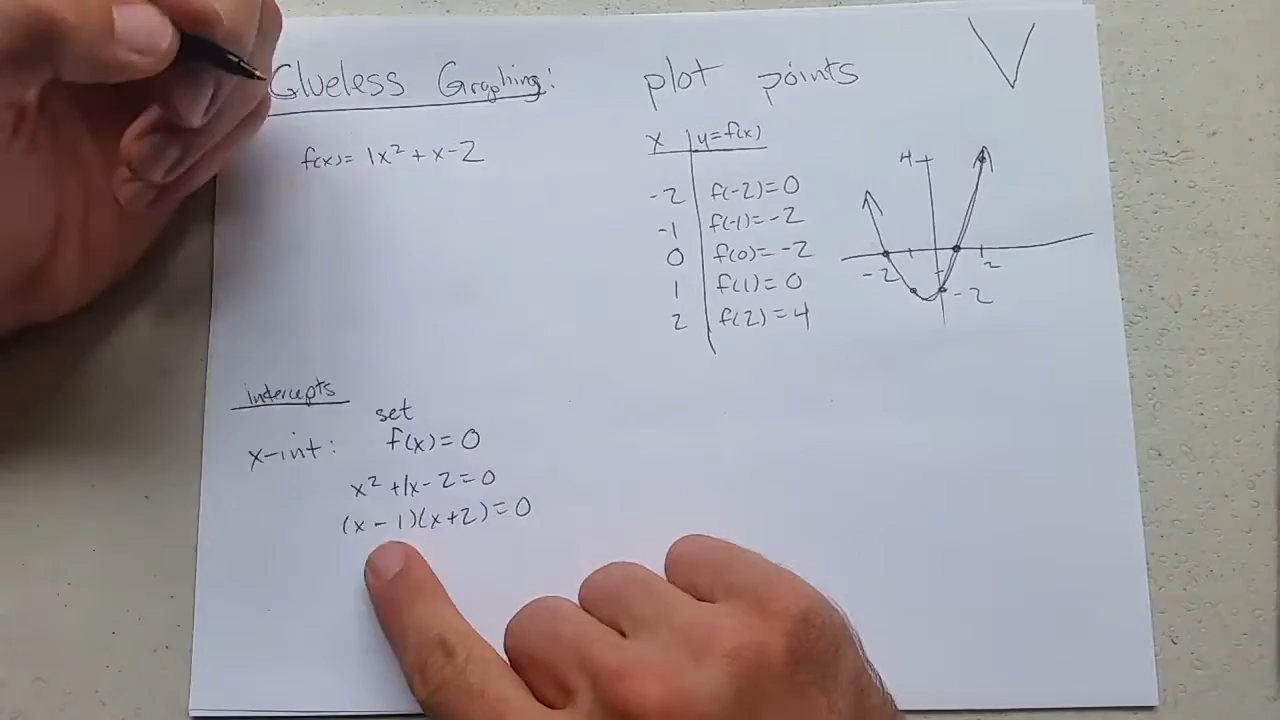 Clueless Graphing:
f(x) = 1x² + x - 2
plot points
x | y = f(x)
-2 | f(-2) = 0
-1 | f(-1) = -2
0 | f(0) = -2
1 | f(1) = 0
2 | f(2) = 4
4
-2
2
-2
intercepts
x-int: set f(x) = 0
x² + 1x - 2 = 0
(x - 1)(x + 2) = 0